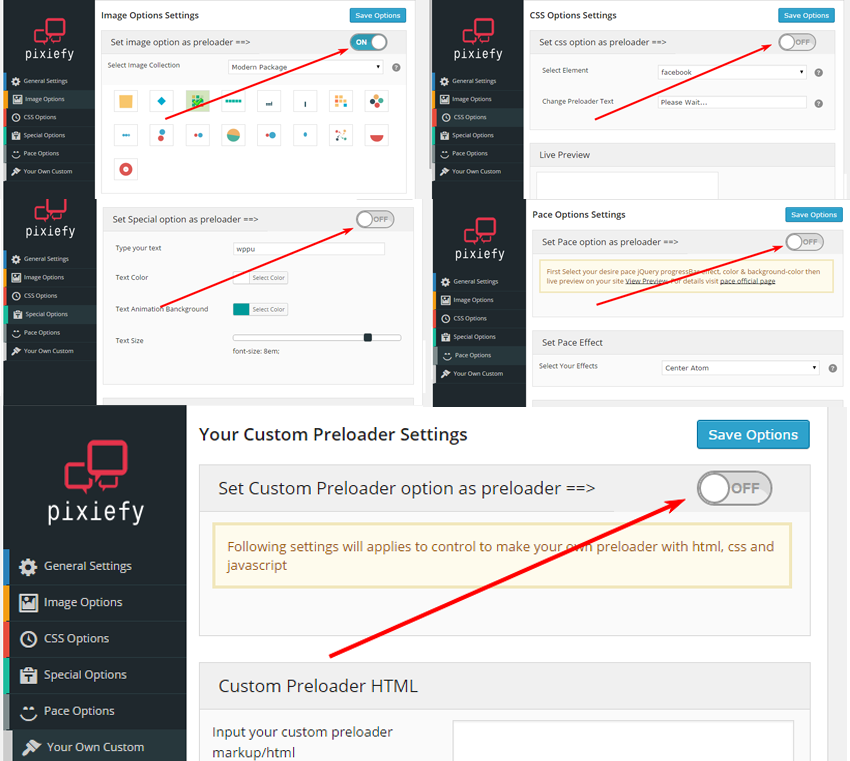 pixiefy
General Settings
Image Options
CSS Options
Special Options
Pace Options
Your Own Custom
Image Options Settings
Save Options
Set image option as preloader ==>
ON
Select Image Collection
Modern Package
?
pixiefy
General Settings
Image Options
CSS Options
Special Options
Pace Options
Your Own Custom
CSS Options Settings
Save Options
Set css option as preloader ==>
OFF
Select Element
facebook
?
Change Preloader Text
Please Wait...
?
Live Preview
pixiefy
General Settings
Image Options
CSS Options
Special Options
Pace Options
Your Own Custom
Set Special option as preloader ==>
OFF
Type your text
wppu
Text Color
Select Color
Text Animation Background
Select Color
Text Size
font-size: 8em;
pixiefy
General Settings
Image Options
CSS Options
Special Options
Pace Options
Your Own Custom
Pace Options Settings
Save Options
Set Pace option as preloader ==>
OFF
First Select your desire pace jQuery progressBar effect, color & background-color then
live preview on your site View Preview. For details visit pace official page
Set Pace Effect
Select Your Effects
Center Atom
?
pixiefy
General Settings
Image Options
CSS Options
Special Options
Pace Options
Your Own Custom
Your Custom Preloader Settings
Save Options
Set Custom Preloader option as preloader ==>
OFF
Following settings will applies to control to make your own preloader with html, css and
javascript
Custom Preloader HTML
Input your custom preloader
markup/html